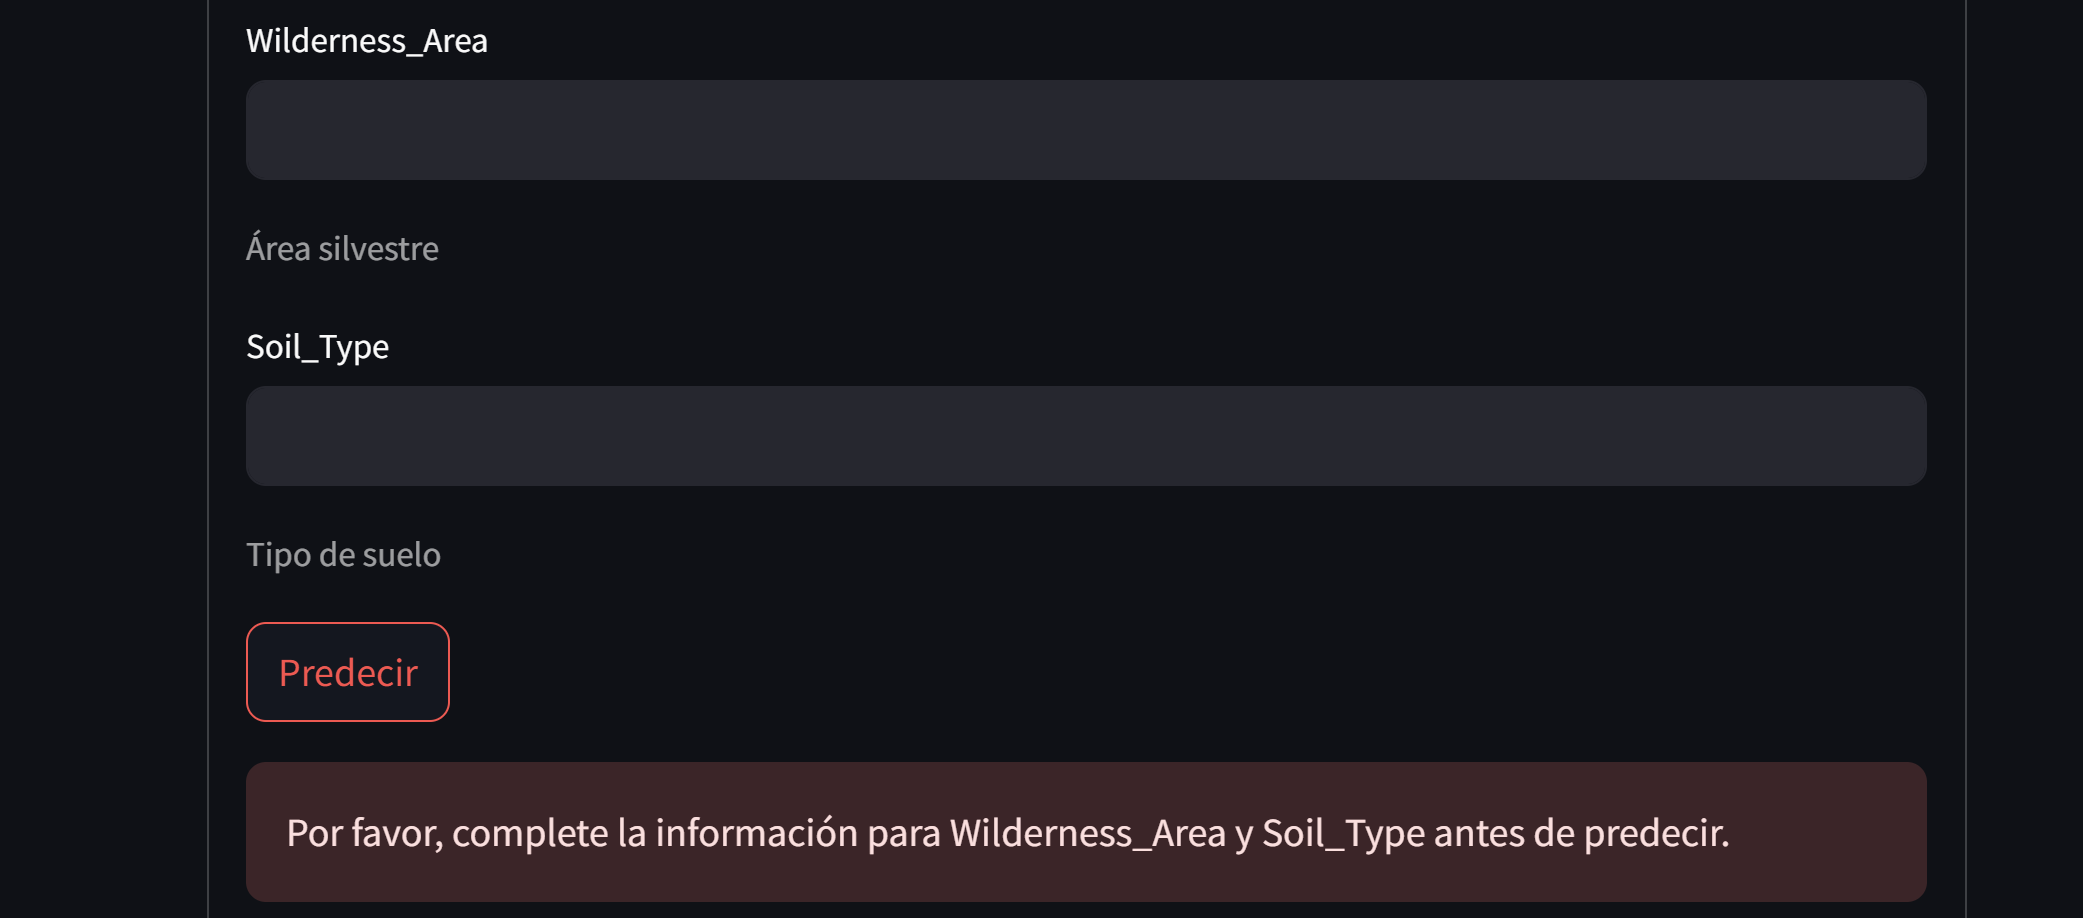 Wilderness_Area
Área silvestre
Soil_Type
Tipo de suelo
Predecir
Por favor, complete la información para Wilderness_Area y Soil_Type antes de predecir.